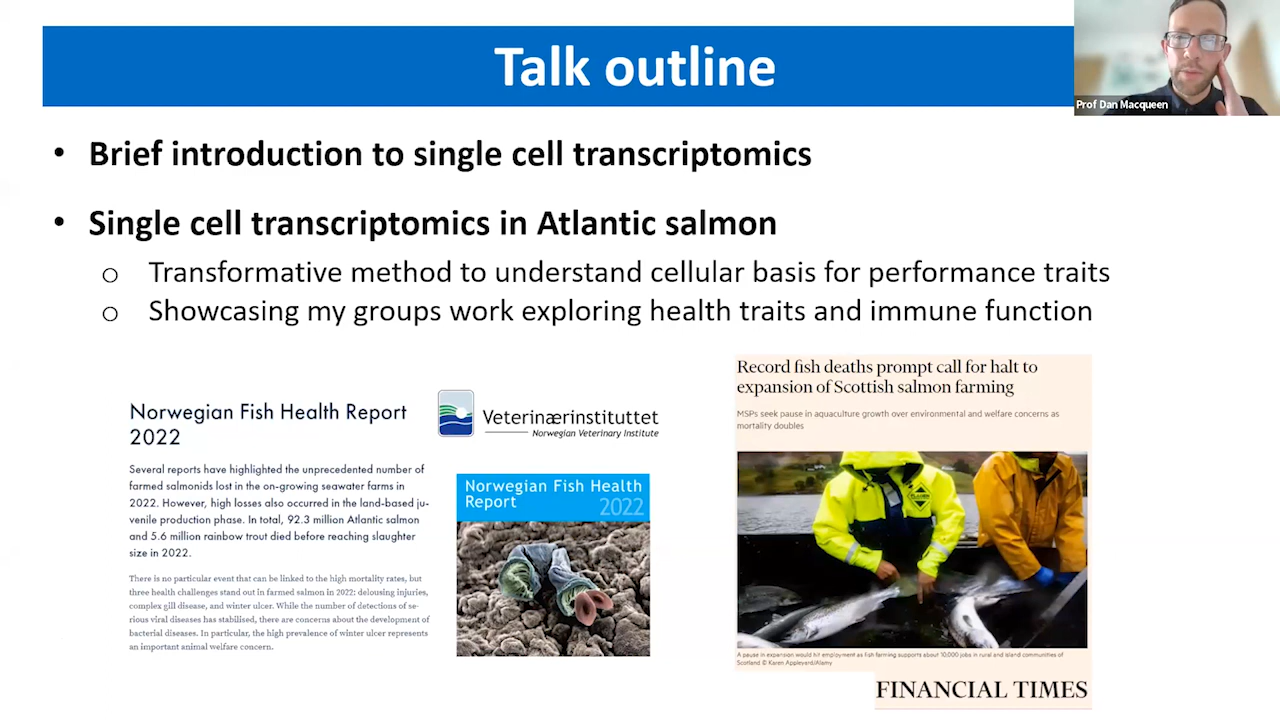 Talk outline
Prof Dan Macqueen
• Brief introduction to single cell transcriptomics
• Single cell transcriptomics in Atlantic salmon
o Transformative method to understand cellular basis for performance traits
o Showcasing my groups work exploring health traits and immune function
Norwegian Fish Health Report
2022
Several reports have highlighted the unprecedented number of
farmed salmonids lost in the on-growing seawater farms in
2022. However, high losses also occurred in the land-based ju-
venile production phase. In total, 92.3 million Atlantic salmon
and 5.6 million rainbow trout died before reaching slaughter
size in 2022.
There is no particular event that can be linked to the high mortality rates, but
three health challenges stand out in farmed salmon in 2022: delousing injuries,
complex gill disease, and winter ulcer. While the number of detections of se-
rious viral diseases has stabilised, there are concerns about the development of
bacterial diseases. In particular, the high prevalence of winter ulcer represents
an important animal welfare concern.
Veterinærinstituttet
Norwegian Veterinary Institute
Norwegian Fish Health
Report
2022
Record fish deaths prompt call for halt to
expansion of Scottish salmon farming
MSPs seek pause in aquaculture growth over environmental and welfare concerns as
mortality doubles
A pause in expansion would hit employment as fish farming supports about 10,000 jobs in rural and island communities of
Scotland © Karen Appleyard/Alamy
FINANCIAL TIMES